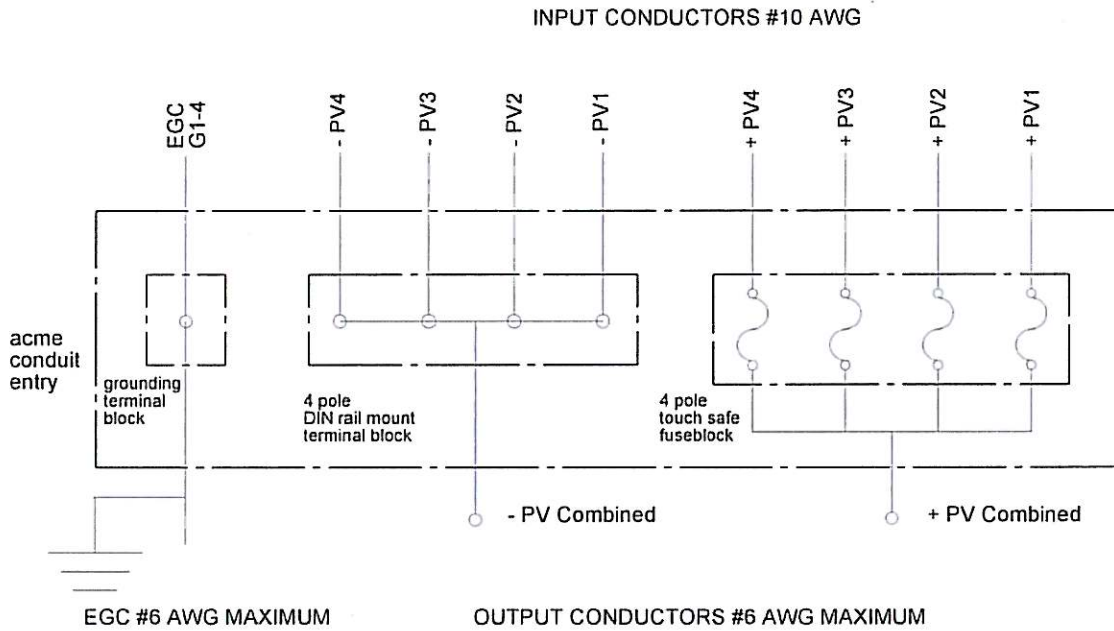 INPUT CONDUCTORS #10 AWG
EGC
G1-4
- PV4
- PV3
- PV2
- PV1
+ PV4
+ PV3
+ PV2
+ PV1
acme
conduit
entry
grounding
terminal
block
4 pole
DIN rail mount
terminal block
4 pole
touch safe
fuseblock
- PV Combined
+ PV Combined
EGC #6 AWG MAXIMUM
OUTPUT CONDUCTORS #6 AWG MAXIMUM